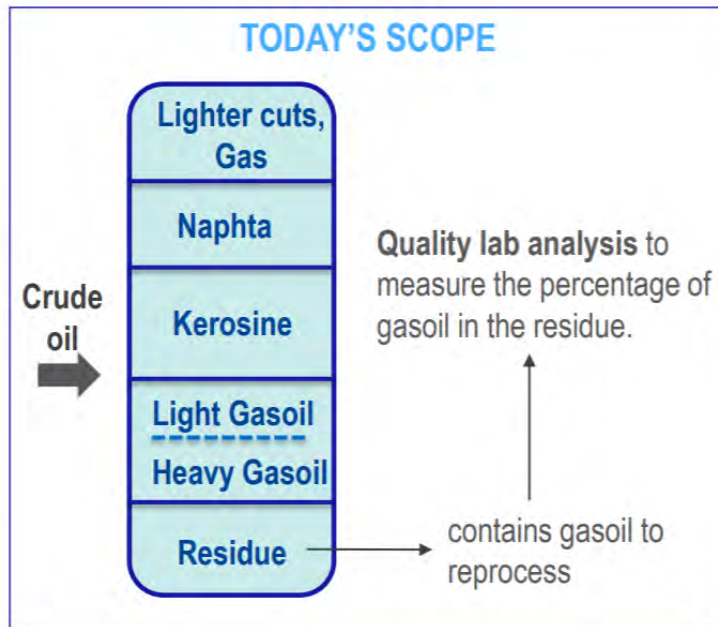 TODAY'S SCOPE
Lighter cuts,
Gas
Naphta
Kerosine
Light Gasoil
Heavy Gasoil
Residue
Crude
oil
Quality lab analysis to
measure the percentage of
gasoil in the residue.
contains gasoil to
reprocess